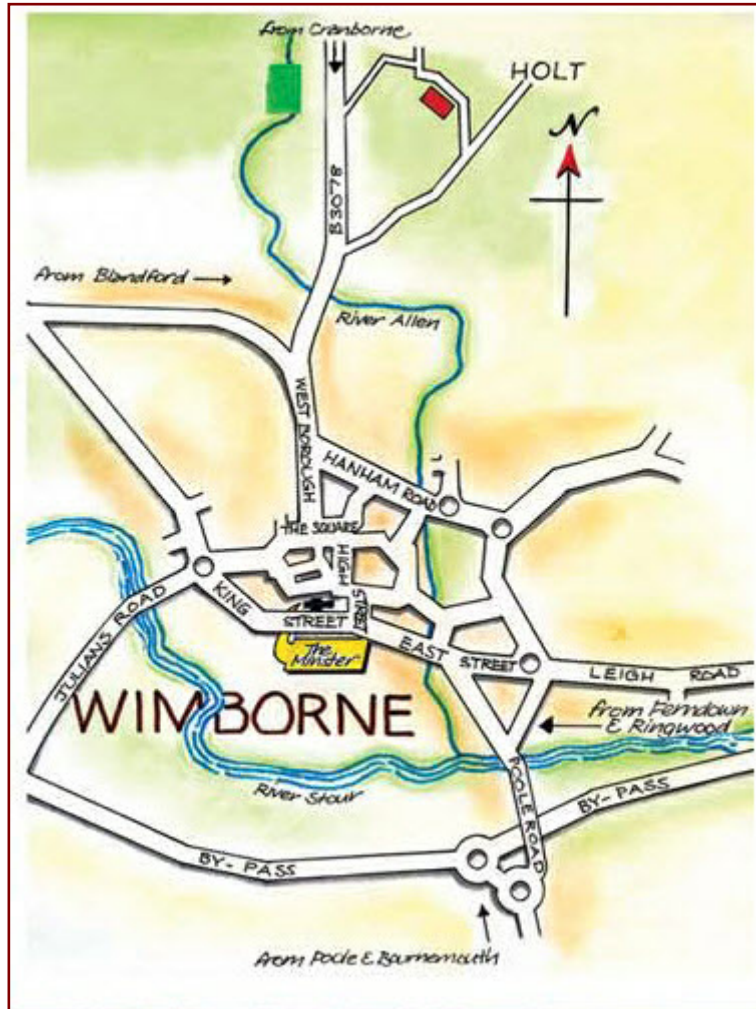 from Cranborne
HOLT
N
B3078
from Blandford
River Allen
WEST BOROUGH
HANHAM ROAD
THE SQUARE
HIGH
STREET
KING
STREET
EAST
STREET
JULIANS ROAD
The
Minster
LEIGH ROAD
WIMBORNE
from Ferndown
& Ringwood
River Stour
POOLE ROAD
BY-PASS
BY-PASS
from Poole & Bournemouth